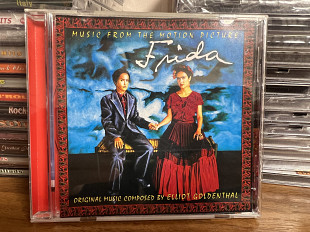 MUSIC FROM THE MOTION PICTURE
Frida
ORIGINAL MUSIC COMPOSED BY ELLIOT GOLDENTHAL